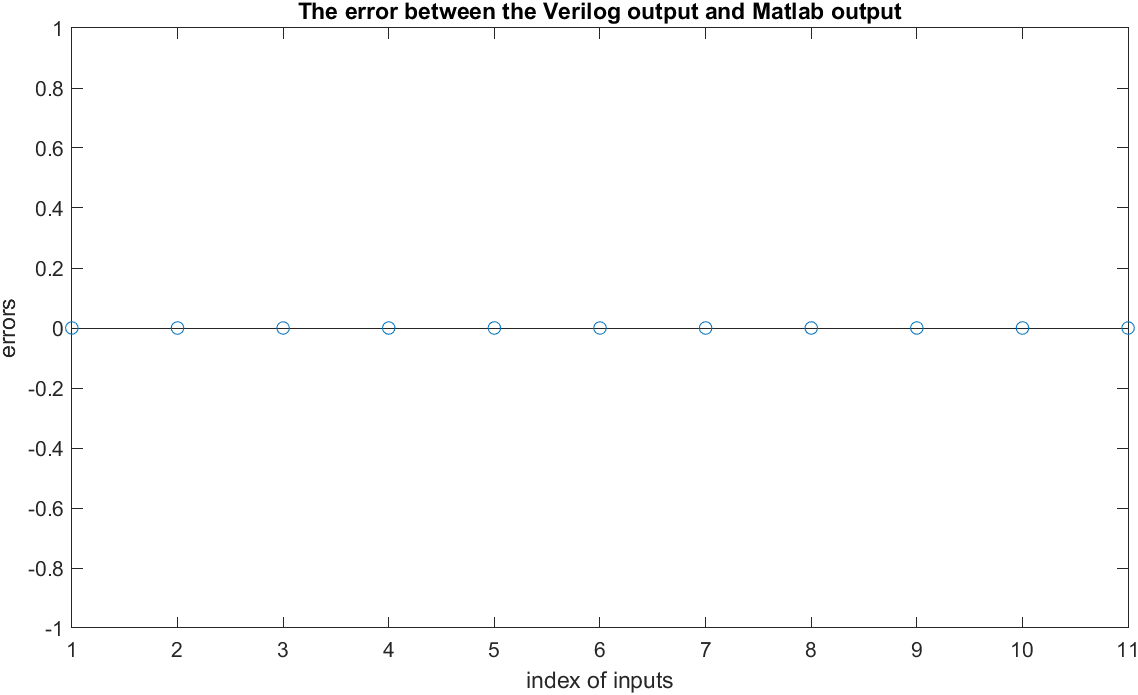 The error between the Verilog output and Matlab output
1
0.8
0.6
0.4
0.2
0
-0.2
-0.4
-0.6
-0.8
-1
errors
1 2 3 4 5 6 7 8 9 10 11
index of inputs